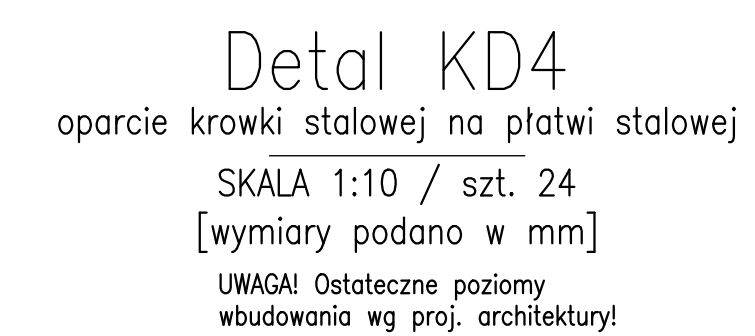 Detal KD4
oparcie krowki stalowej na płatwi stalowej
SKALA 1:10 / szt. 24
[wymiary podano w mm]
UWAGA! Ostateczne poziomy
wbudowania wg proj. architektury!